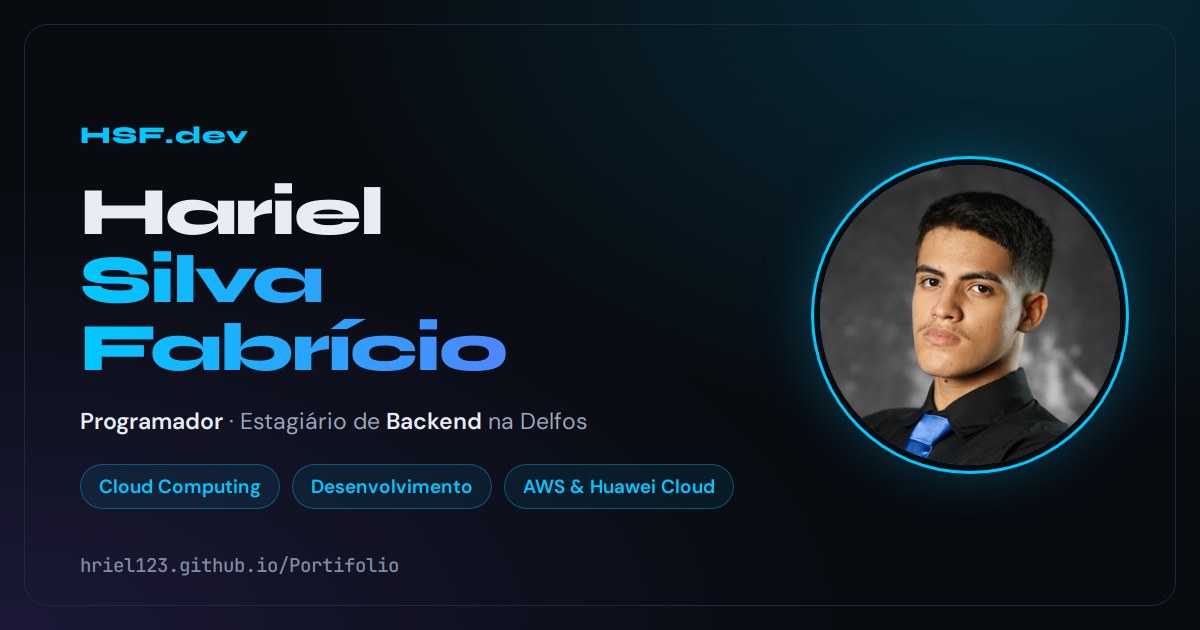 HSF.dev
Hariel
Silva
Fabrício
Programador · Estagiário de Backend na Delfos
Cloud Computing
Desenvolvimento
AWS & Huawei Cloud
hriel123.github.io/Portifolio